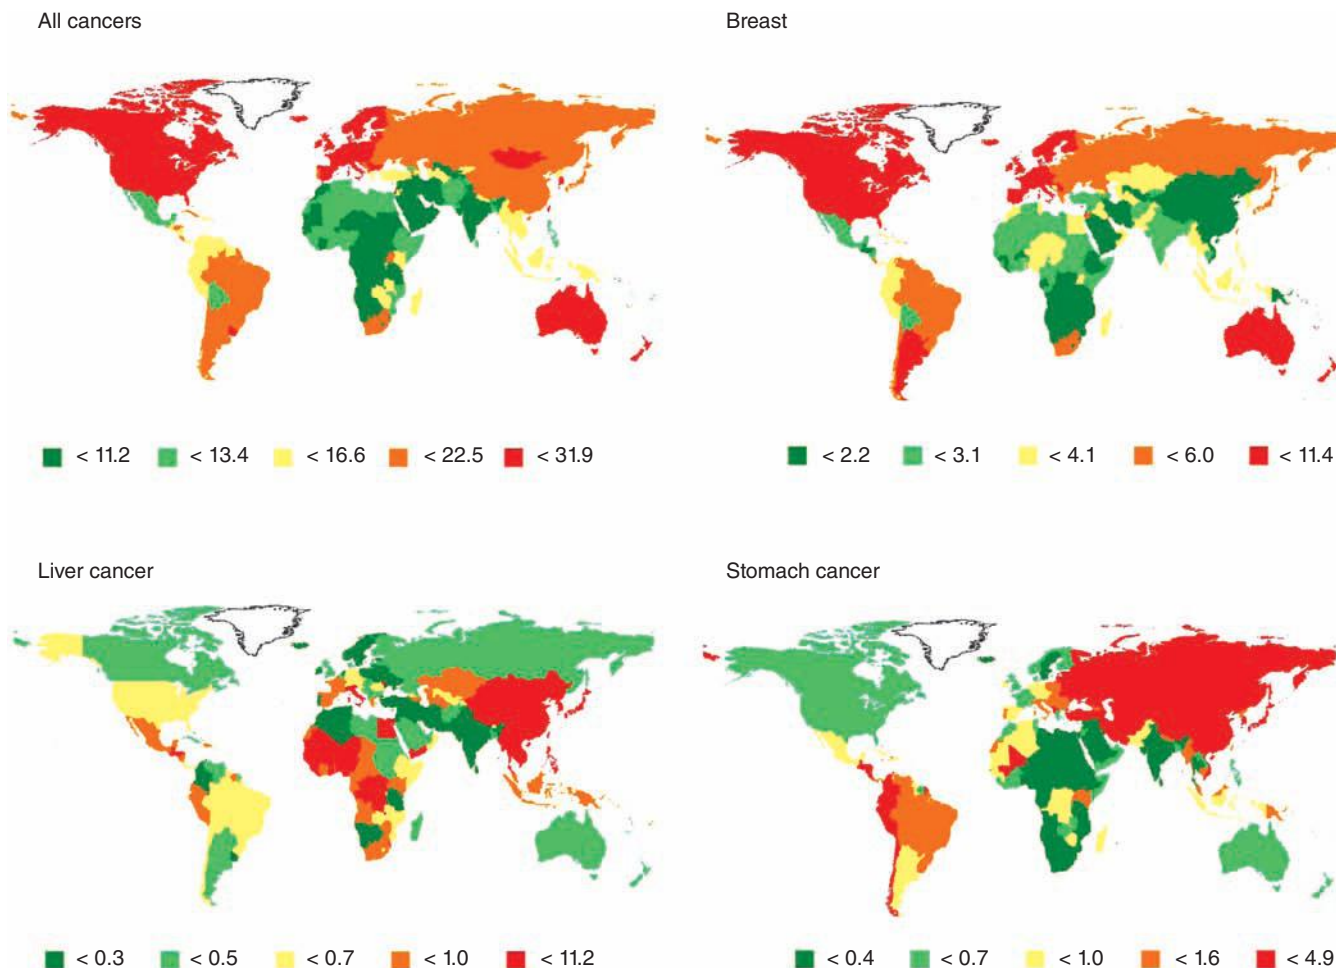 All cancers
Breast
< 11.2 < 13.4 < 16.6 < 22.5 < 31.9
< 2.2 < 3.1 < 4.1 < 6.0 < 11.4
Liver cancer
Stomach cancer
< 0.3 < 0.5 < 0.7 < 1.0 < 11.2
< 0.4 < 0.7 < 1.0 < 1.6 < 4.9